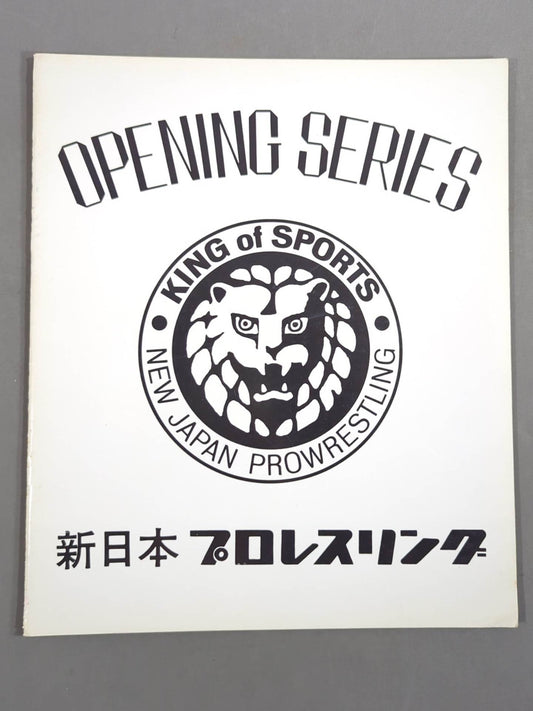 OPENING SERIES
KING of SPORTS
NEW JAPAN PROWRESTLING
新日本 プロレスリング